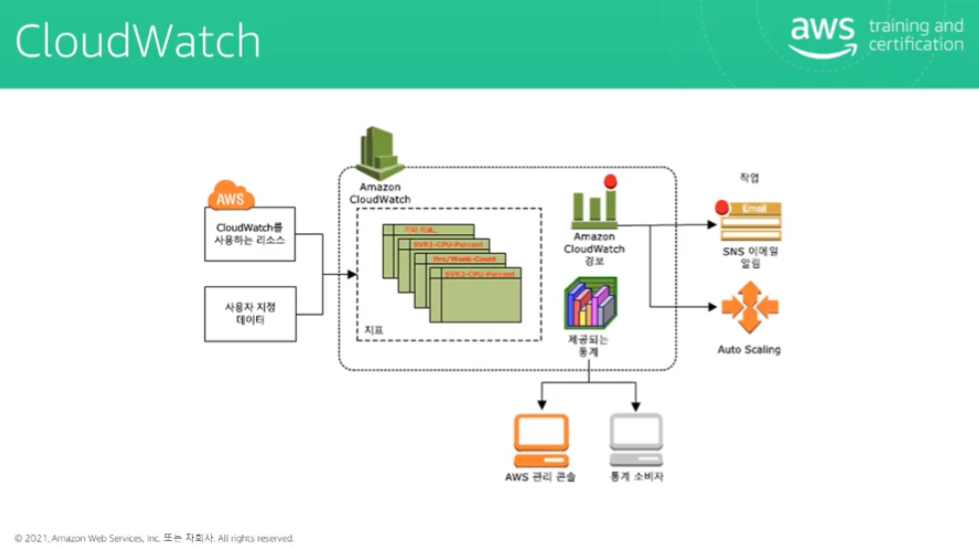 CloudWatch
aws training and
certification
AWS
CloudWatch를
사용하는 리소스
사용자 지정
데이터
Amazon
CloudWatch
기타 지표...
SVR1-CPU-Percent
Hrs/Week-Count
SVR2-CPU-Percent
지표
Amazon
CloudWatch
경보
제공되는
통계
작업
Email
SNS 이메일
알림
Auto Scaling
AWS 관리 콘솔
통계 소비자
© 2021, Amazon Web Services, Inc. 또는 자회사. All rights reserved.